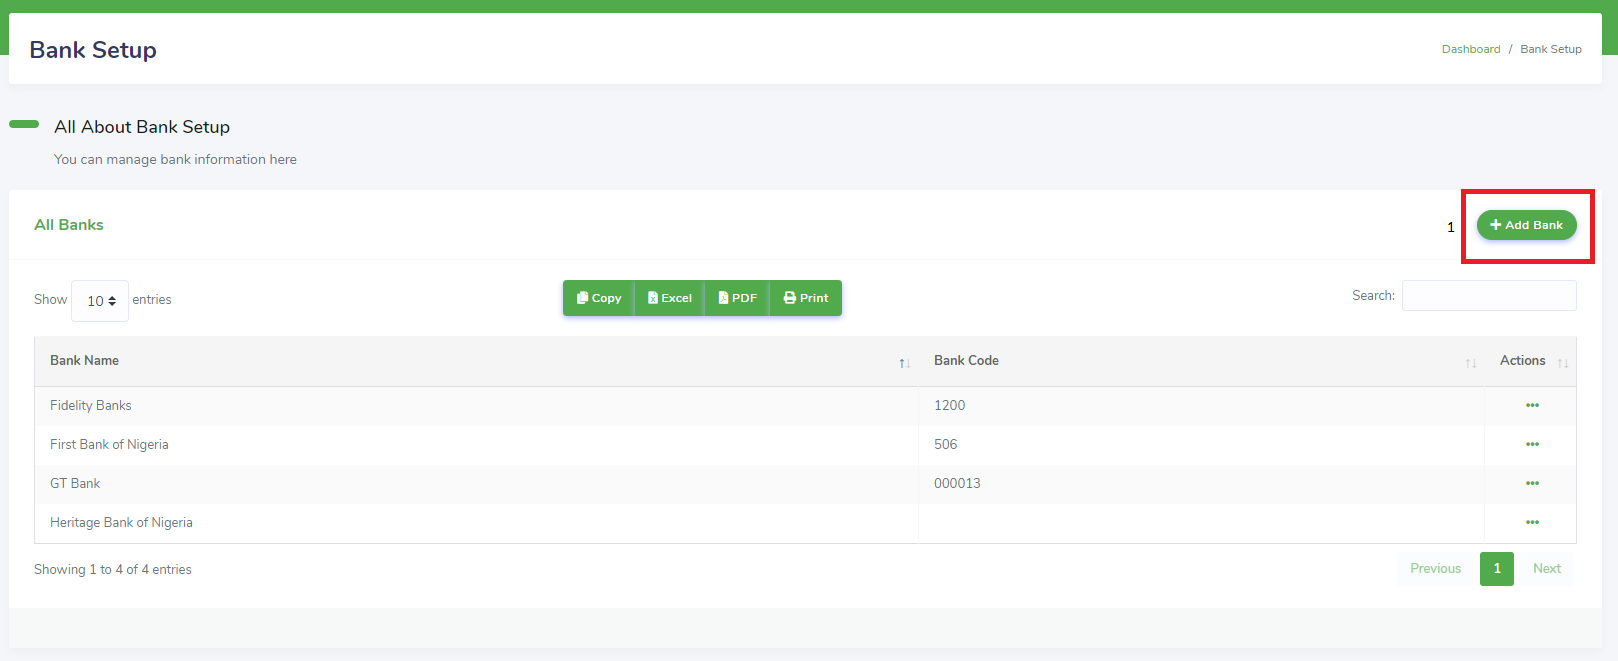 Bank Setup
Dashboard / Bank Setup
All About Bank Setup
You can manage bank information here
All Banks
1
Add Bank
Show 10 entries
Copy Excel PDF Print
Search:
Bank Name Bank Code Actions
Fidelity Banks 1200
First Bank of Nigeria 506
GT Bank 000013
Heritage Bank of Nigeria
Showing 1 to 4 of 4 entries
Previous 1 Next